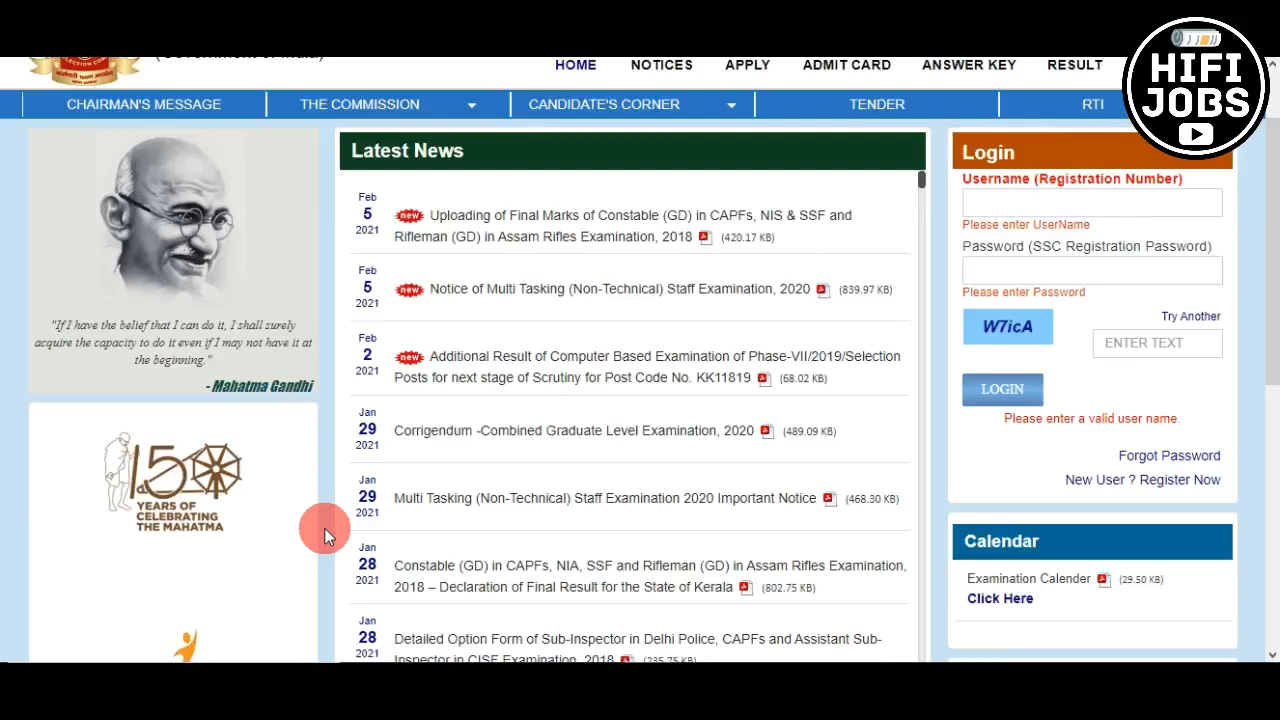 HOME NOTICES APPLY ADMIT CARD ANSWER KEY RESULT
HIFI
JOBS
CHAIRMAN'S MESSAGE THE COMMISSION CANDIDATE'S CORNER TENDER RTI
"If I have the belief that I can do it, I shall surely
acquire the capacity to do it even if I may not have it at
the beginning."
- Mahatma Gandhi
150
YEARS OF
CELEBRATING
THE MAHATMA
Latest News
Feb
5
2021
new Uploading of Final Marks of Constable (GD) in CAPFs, NIS & SSF and
Rifleman (GD) in Assam Rifles Examination, 2018 (420.17 KB)
Feb
5
2021
new Notice of Multi Tasking (Non-Technical) Staff Examination, 2020 (839.97 KB)
Feb
2
2021
new Additional Result of Computer Based Examination of Phase-VII/2019/Selection
Posts for next stage of Scrutiny for Post Code No. KK11819 (68.02 KB)
Jan
29
2021
Corrigendum -Combined Graduate Level Examination, 2020 (489.09 KB)
Jan
29
2021
Multi Tasking (Non-Technical) Staff Examination 2020 Important Notice (468.93 KB)
Jan
28
2021
Constable (GD) in CAPFs, NIA, SSF and Rifleman (GD) in Assam Rifles Examination,
2018 – Declaration of Final Result for the State of Kerala (802.75 KB)
Jan
28
2021
Detailed Option Form of Sub-Inspector in Delhi Police, CAPFs and Assistant Sub-
Inspector in CISF Examination, 2018 (235.75 KB)
Login
Username (Registration Number)
Please enter UserName
Password (SSC Registration Password)
Please enter Password
W7icA
Try Another
ENTER TEXT
LOGIN
Please enter a valid user name.
Forgot Password
New User ? Register Now
Calendar
Examination Calender (29.50 KB)
Click Here